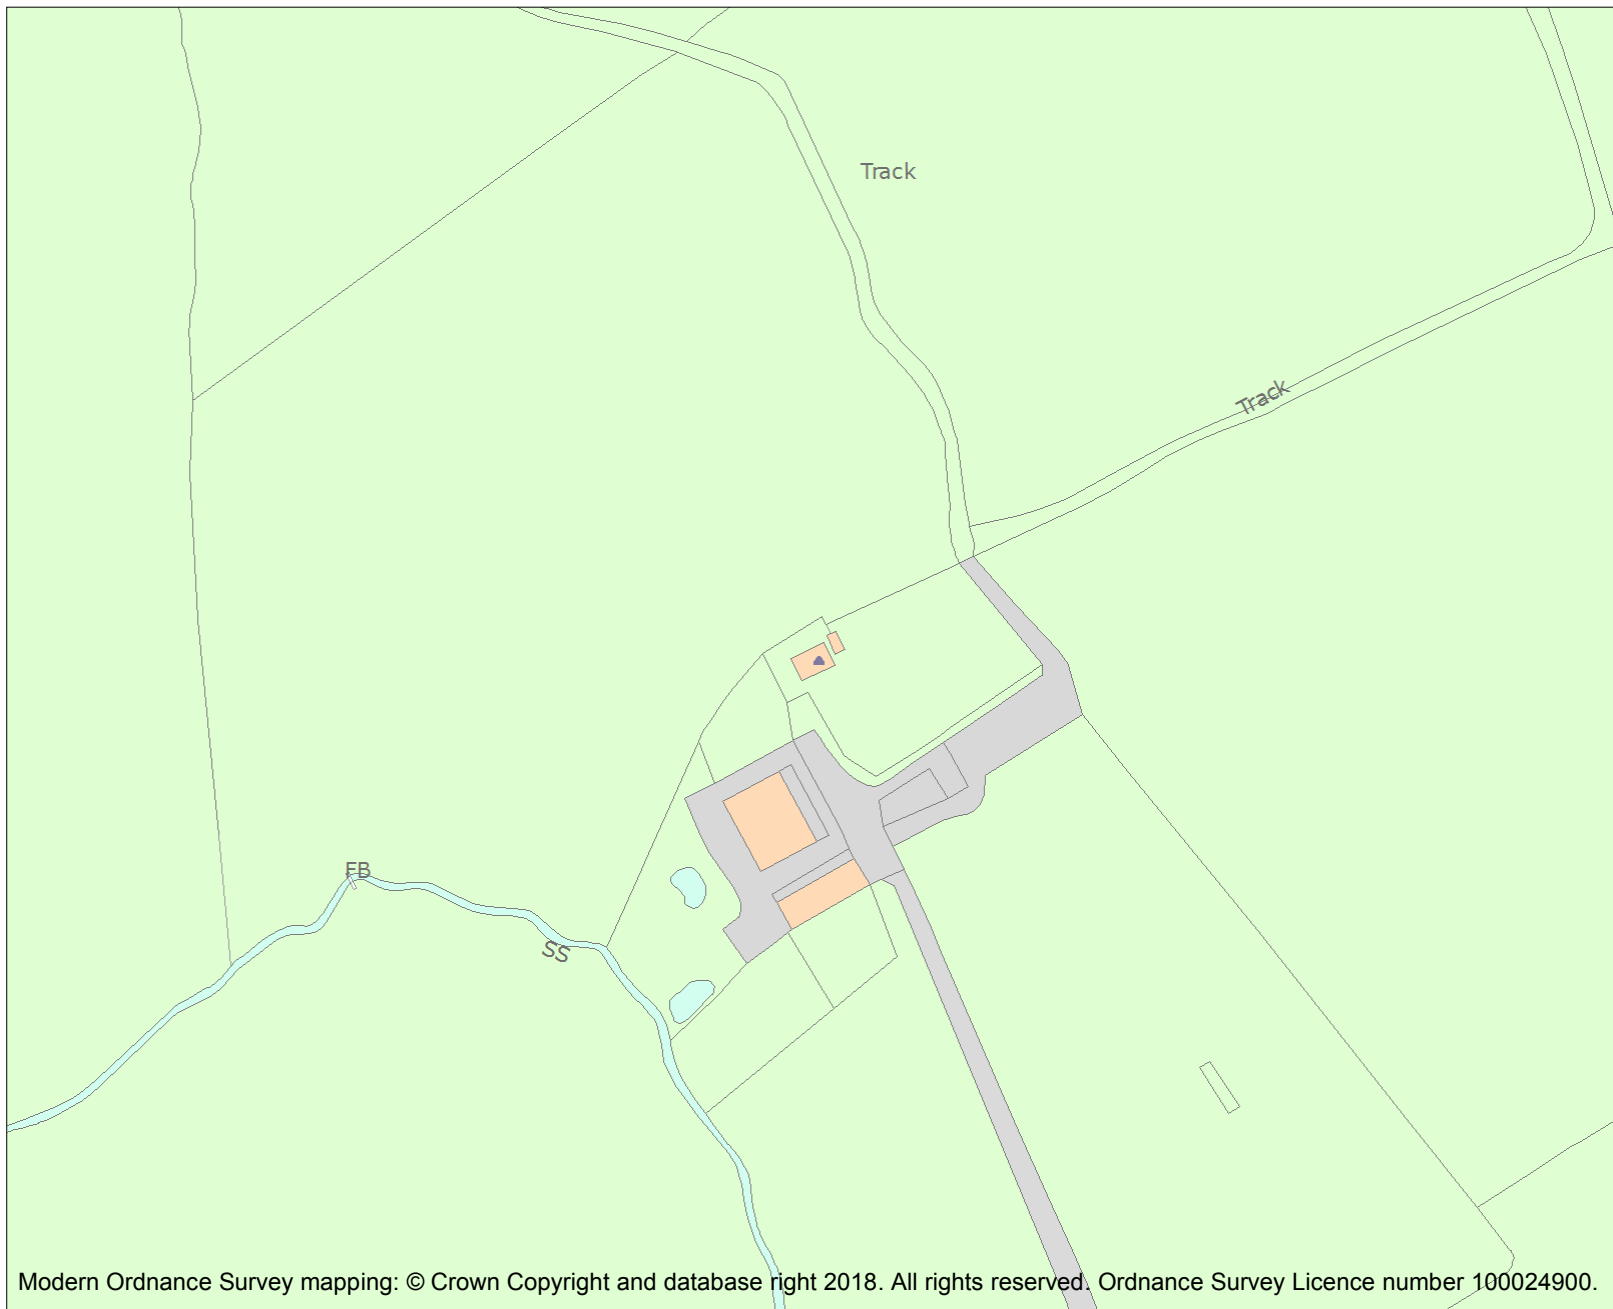 Track
Track
FB
SS
Modern Ordnance Survey mapping: © Crown Copyright and database right 2018. All rights reserved. Ordnance Survey Licence number 100024900.